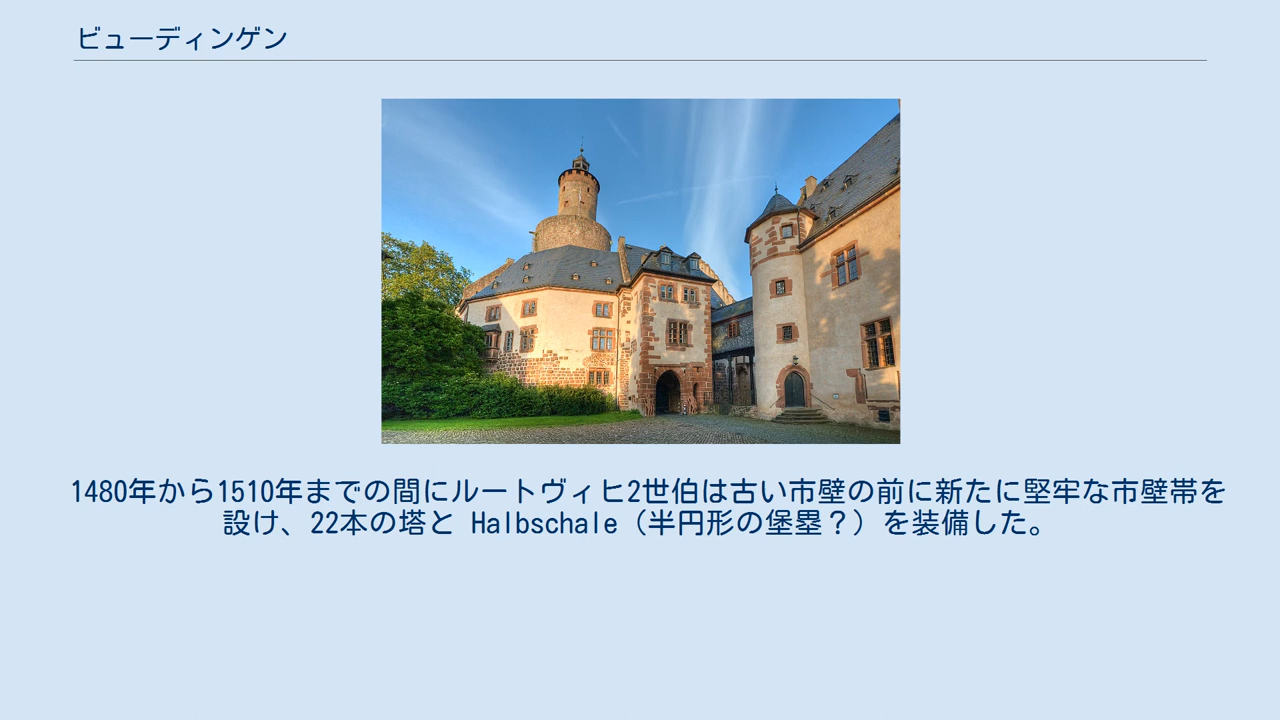 ビューディンゲン
1480年から1510年までの間にルートヴィヒ2世伯は古い市壁の前に新たに堅牢な市壁帯を
設け、22本の塔と Halbschale（半円形の堡塁？）を装備した。